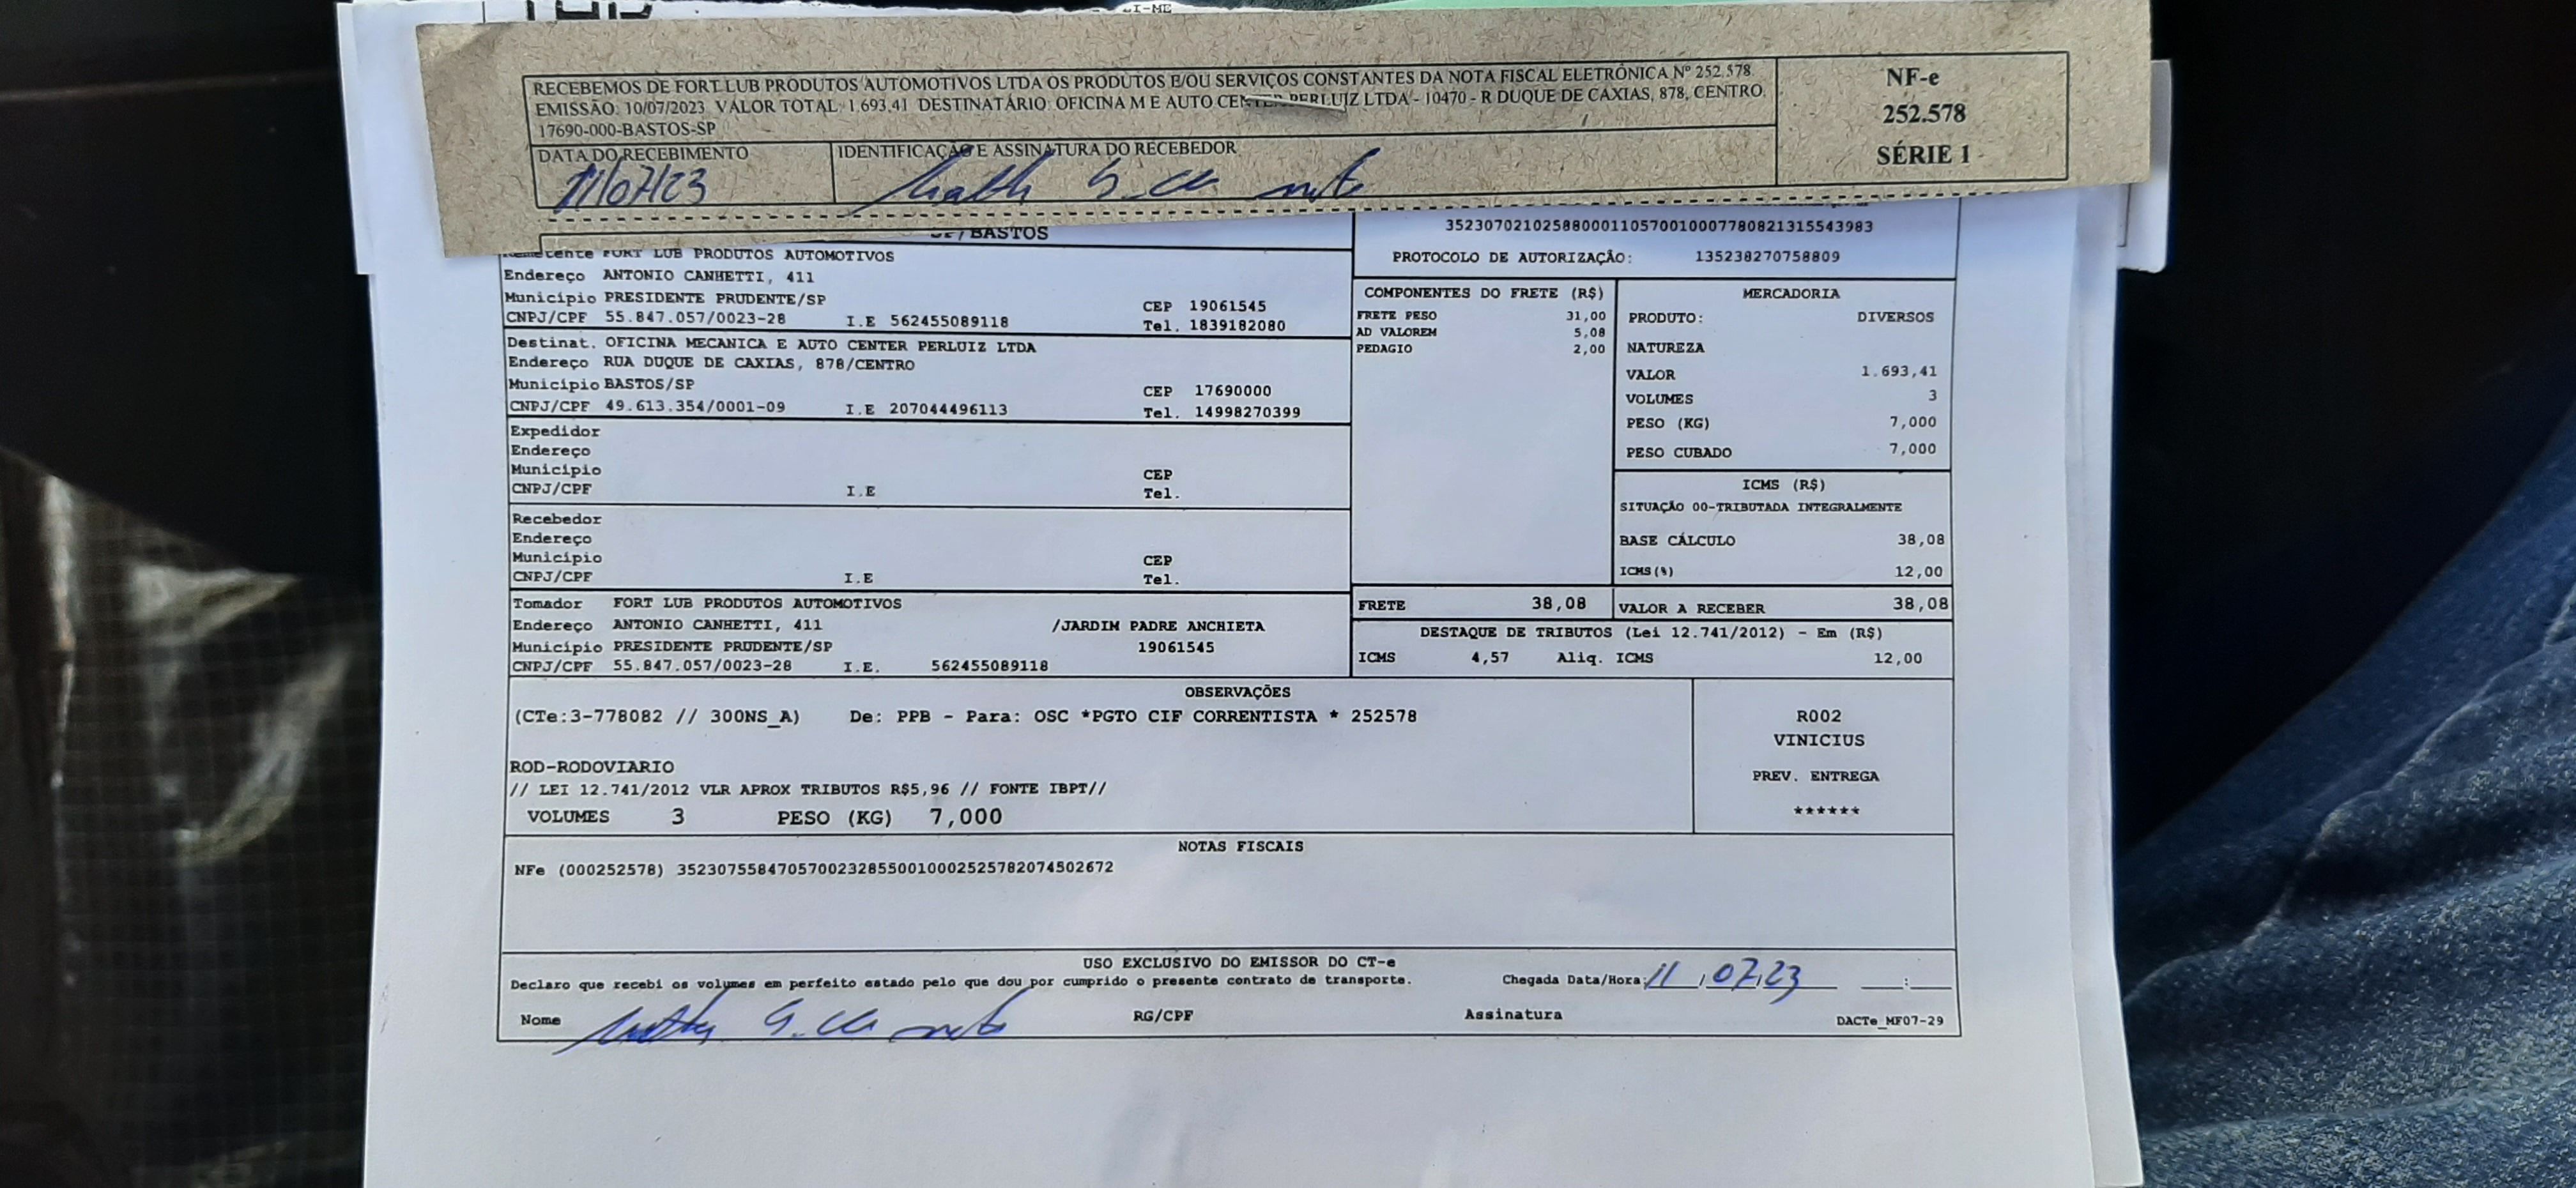 LI-ME
RECEBEMOS DE FORT LUB PRODUTOS AUTOMOTIVOS LTDA OS PRODUTOS E/OU SERVIÇOS CONSTANTES DA NOTA FISCAL ELETRÔNICA Nº 252.578.
EMISSÃO: 10/07/2023 VALOR TOTAL: 1.693,41 DESTINATÁRIO: OFICINA M E AUTO CENTER PERLUIZ LTDA - 10470 - R DUQUE DE CAXIAS, 878, CENTRO.
17690-000-BASTOS-SP
DATA DO RECEBIMENTO IDENTIFICAÇÃO E ASSINATURA DO RECEBEDOR
11/07/23
NF-e
252.578
SÉRIE 1
SP/BASTOS
Remetente FORT LUB PRODUTOS AUTOMOTIVOS
Endereço ANTONIO CANHETTI, 411
Município PRESIDENTE PRUDENTE/SP CEP 19061545
CNPJ/CPF 55.847.057/0023-28 I.E 562455089118 Tel. 1839182080
Destinat. OFICINA MECANICA E AUTO CENTER PERLUIZ LTDA
Endereço RUA DUQUE DE CAXIAS, 878/CENTRO
Município BASTOS/SP CEP 17690000
CNPJ/CPF 49.613.354/0001-09 I.E 207044496113 Tel. 14998270399
Expedidor
Endereço
Município CEP
CNPJ/CPF I.E Tel.
Recebedor
Endereço
Município CEP
CNPJ/CPF I.E Tel.
Tomador FORT LUB PRODUTOS AUTOMOTIVOS
Endereço ANTONIO CANHETTI, 411 /JARDIM PADRE ANCHIETA
Município PRESIDENTE PRUDENTE/SP 19061545
CNPJ/CPF 55.847.057/0023-28 I.E. 562455089118
35230702102588000110570010007780821315543983
PROTOCOLO DE AUTORIZAÇÃO: 135238270758809
COMPONENTES DO FRETE (R$)
FRETE PESO 31,00
AD VALOREM 5,08
PEDAGIO 2,00
MERCADORIA
PRODUTO: DIVERSOS
NATUREZA
VALOR 1.693,41
VOLUMES 3
PESO (KG) 7,000
PESO CUBADO 7,000
ICMS (R$)
SITUAÇÃO 00-TRIBUTADA INTEGRALMENTE
BASE CÁLCULO 38,08
ICMS(%) 12,00
FRETE 38,08 VALOR A RECEBER 38,08
DESTAQUE DE TRIBUTOS (Lei 12.741/2012) - Em (R$)
ICMS 4,57 Aliq. ICMS 12,00
OBSERVAÇÕES
(CTe:3-778082 // 300NS_A) De: PPB - Para: OSC *PGTO CIF CORRENTISTA * 252578
ROD-RODOVIARIO
// LEI 12.741/2012 VLR APROX TRIBUTOS R$5,96 // FONTE IBPT//
VOLUMES 3 PESO (KG) 7,000
R002
VINICIUS
PREV. ENTREGA
******
NOTAS FISCAIS
NFe (000252578) 35230755847057002328550010002525782074502672
USO EXCLUSIVO DO EMISSOR DO CT-e
Declaro que recebi os volumes em perfeito estado pelo que dou por cumprido o presente contrato de transporte. Chegada Data/Hora 11/07/23 __:__
Nome RG/CPF Assinatura DACTe_MF07-29